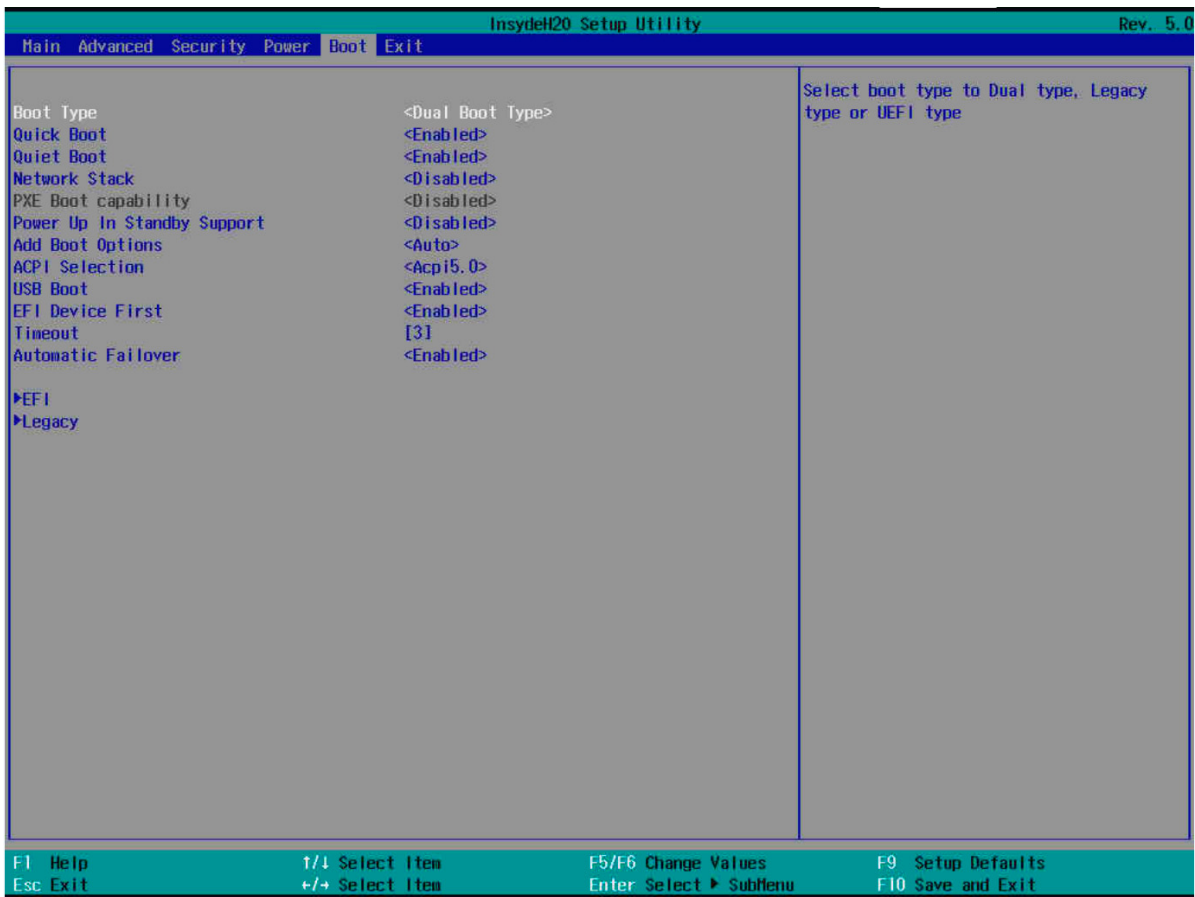 InsydeH20 Setup Utility Rev. 5.0
Main Advanced Security Power Boot Exit
Select boot type to Dual type, Legacy
Boot Type <Dual Boot Type> type or UEFI type
Quick Boot <Enabled>
Quiet Boot <Enabled>
Network Stack <Disabled>
PXE Boot capability <Disabled>
Power Up In Standby Support <Disabled>
Add Boot Options <Auto>
ACPI Selection <Acpi5.0>
USB Boot <Enabled>
EFI Device First <Enabled>
Timeout [3]
Automatic Failover <Enabled>
▶EFI
▶Legacy
F1 Help ↑/↓ Select Item F5/F6 Change Values F9 Setup Defaults
Esc Exit ←/→ Select Item Enter Select ▶ SubMenu F10 Save and Exit